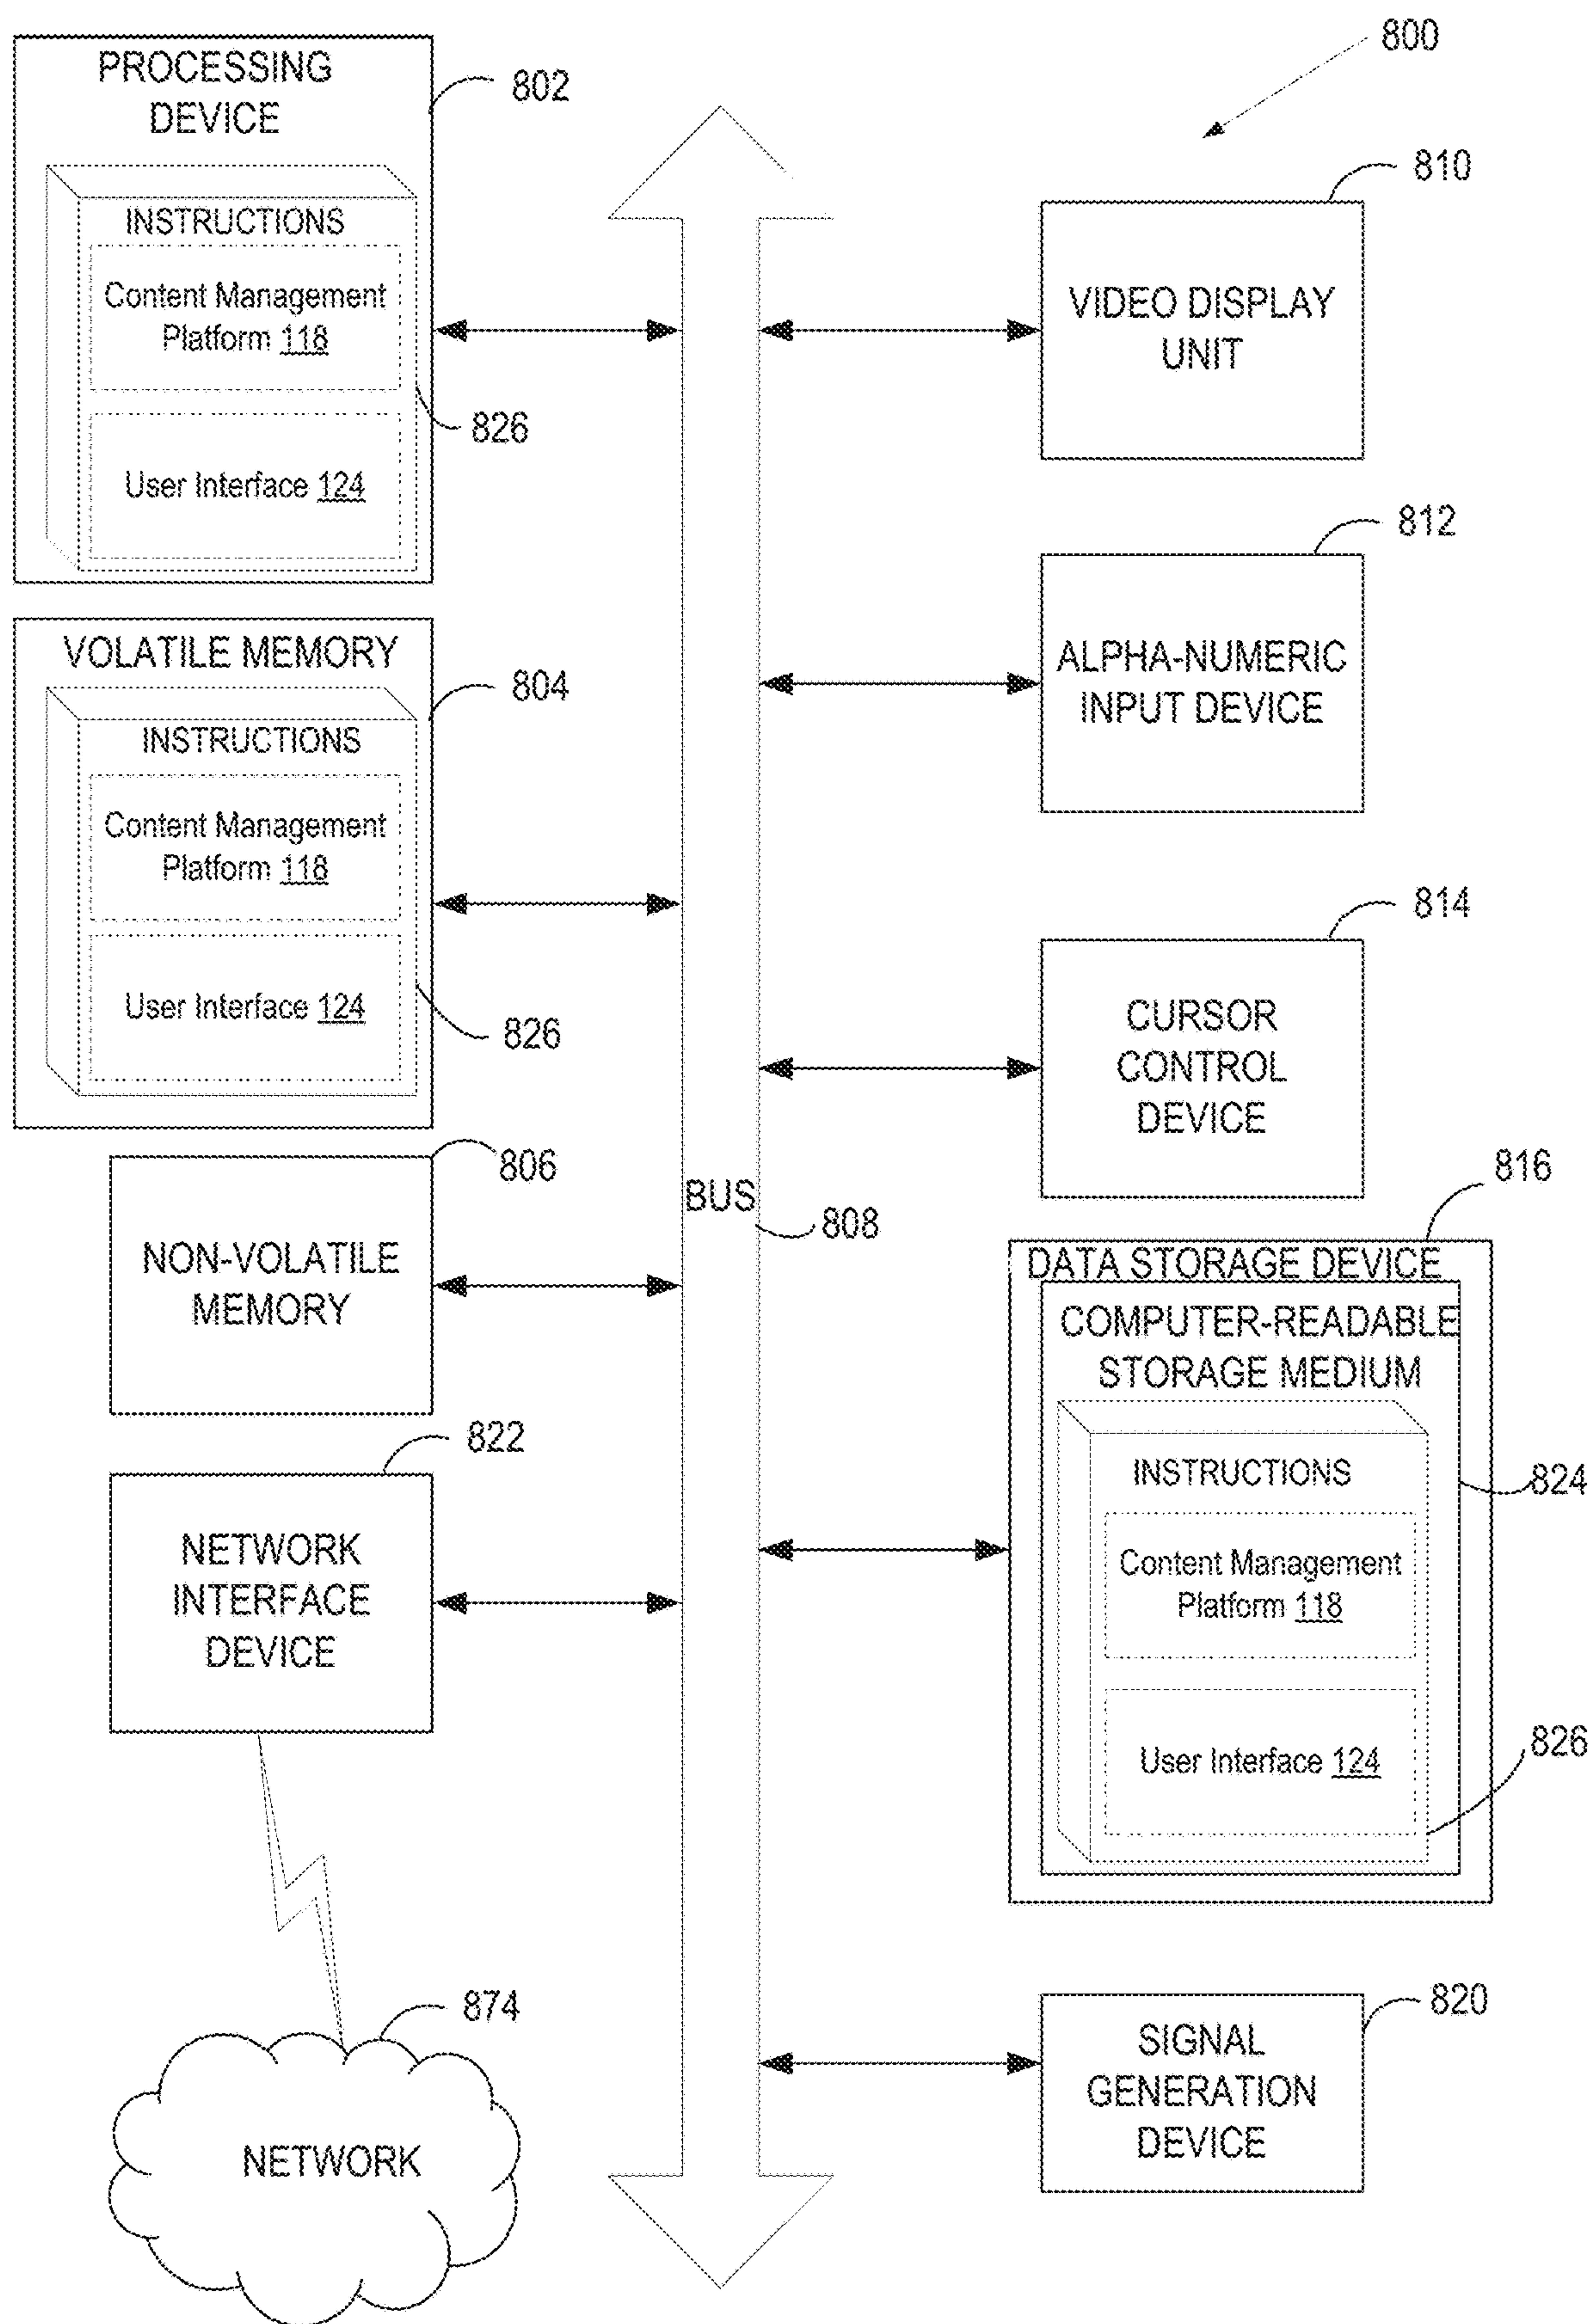 800
PROCESSING
DEVICE
802
INSTRUCTIONS
Content Management
Platform 118
826
User Interface 124
VOLATILE MEMORY
804
INSTRUCTIONS
Content Management
Platform 118
User Interface 124
826
806
NON-VOLATILE
MEMORY
822
NETWORK
INTERFACE
DEVICE
874
NETWORK
BUS
808
810
VIDEO DISPLAY
UNIT
812
ALPHA-NUMERIC
INPUT DEVICE
814
CURSOR
CONTROL
DEVICE
816
DATA STORAGE DEVICE
COMPUTER-READABLE
STORAGE MEDIUM
INSTRUCTIONS
824
Content Management
Platform 118
User Interface 124
826
820
SIGNAL
GENERATION
DEVICE